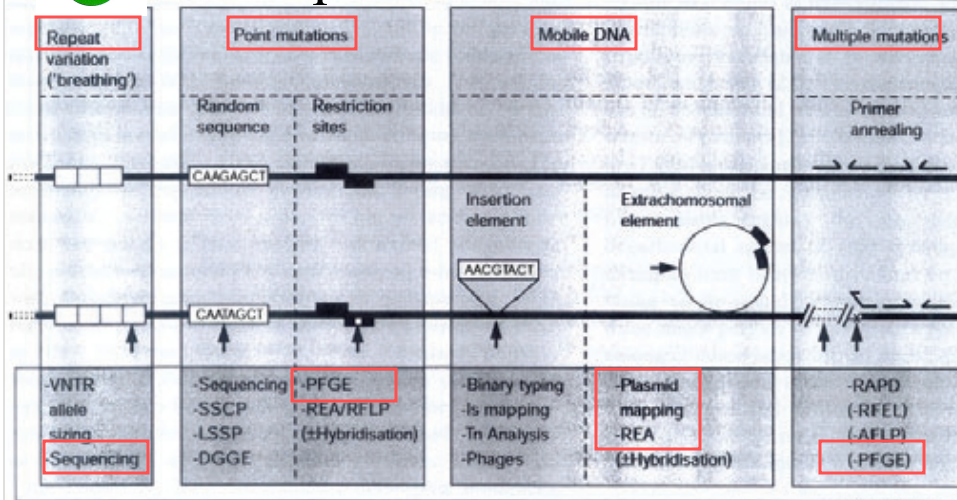 Repeat
variation
('breathing')
Point mutations
Mobile DNA
Multiple mutations
Random
sequence
Restriction
sites
Primer
annealing
CAAGAGCT
Insertion
element
Extrachromosomal
element
AACGTACT
CAATAGCT
-VNTR
allele
sizing
-Sequencing
-Sequencing
-SSCP
-LSSP
-DGGE
-PFGE
-REA/RFLP
(±Hybridisation)
-Binary typing
-Is mapping
-Tn Analysis
-Phages
-Plasmid
mapping
-REA
(±Hybridisation)
-RAPD
(-RFEL)
(-AFLP)
(-PFGE)